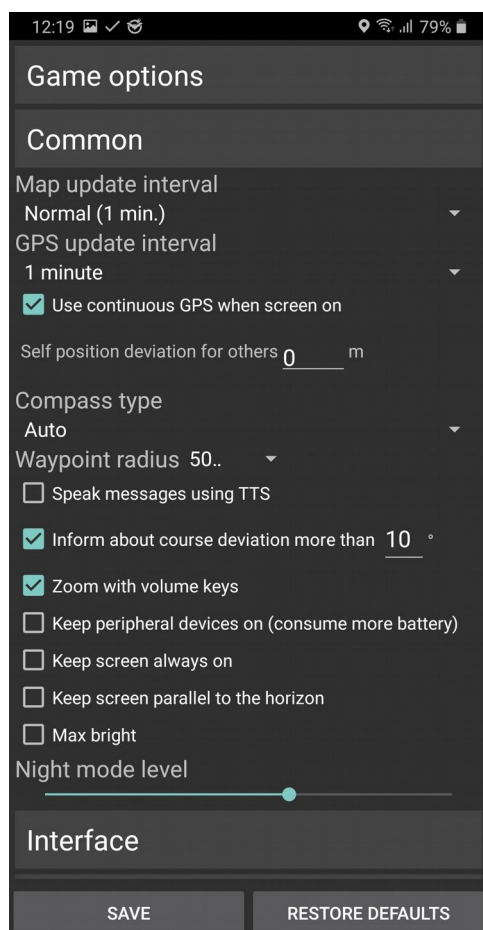 12:19 79%
Game options
Common
Map update interval
Normal (1 min.)
GPS update interval
1 minute
Use continuous GPS when screen on
Self position deviation for others 0 m
Compass type
Auto
Waypoint radius 50..
Speak messages using TTS
Inform about course deviation more than 10 °
Zoom with volume keys
Keep peripheral devices on (consume more battery)
Keep screen always on
Keep screen parallel to the horizon
Max bright
Night mode level
Interface
SAVE RESTORE DEFAULTS